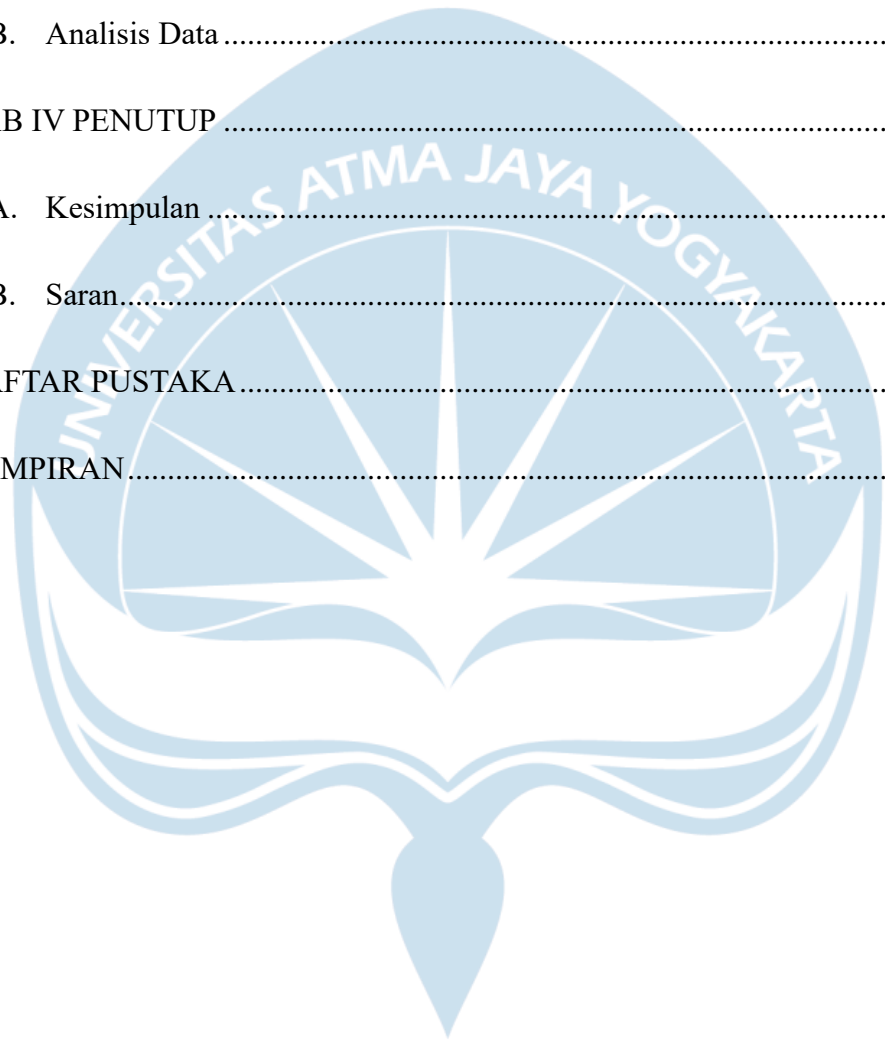 B. Analisis Data ........................................................................................
AB IV PENUTUP ........................................................................................
A. Kesimpulan ........................................................................................
B. Saran ........................................................................................
AFTAR PUSTAKA ........................................................................................
MPIRAN ........................................................................................
UNIVERSITAS ATMA JAYA YOGYAKARTA